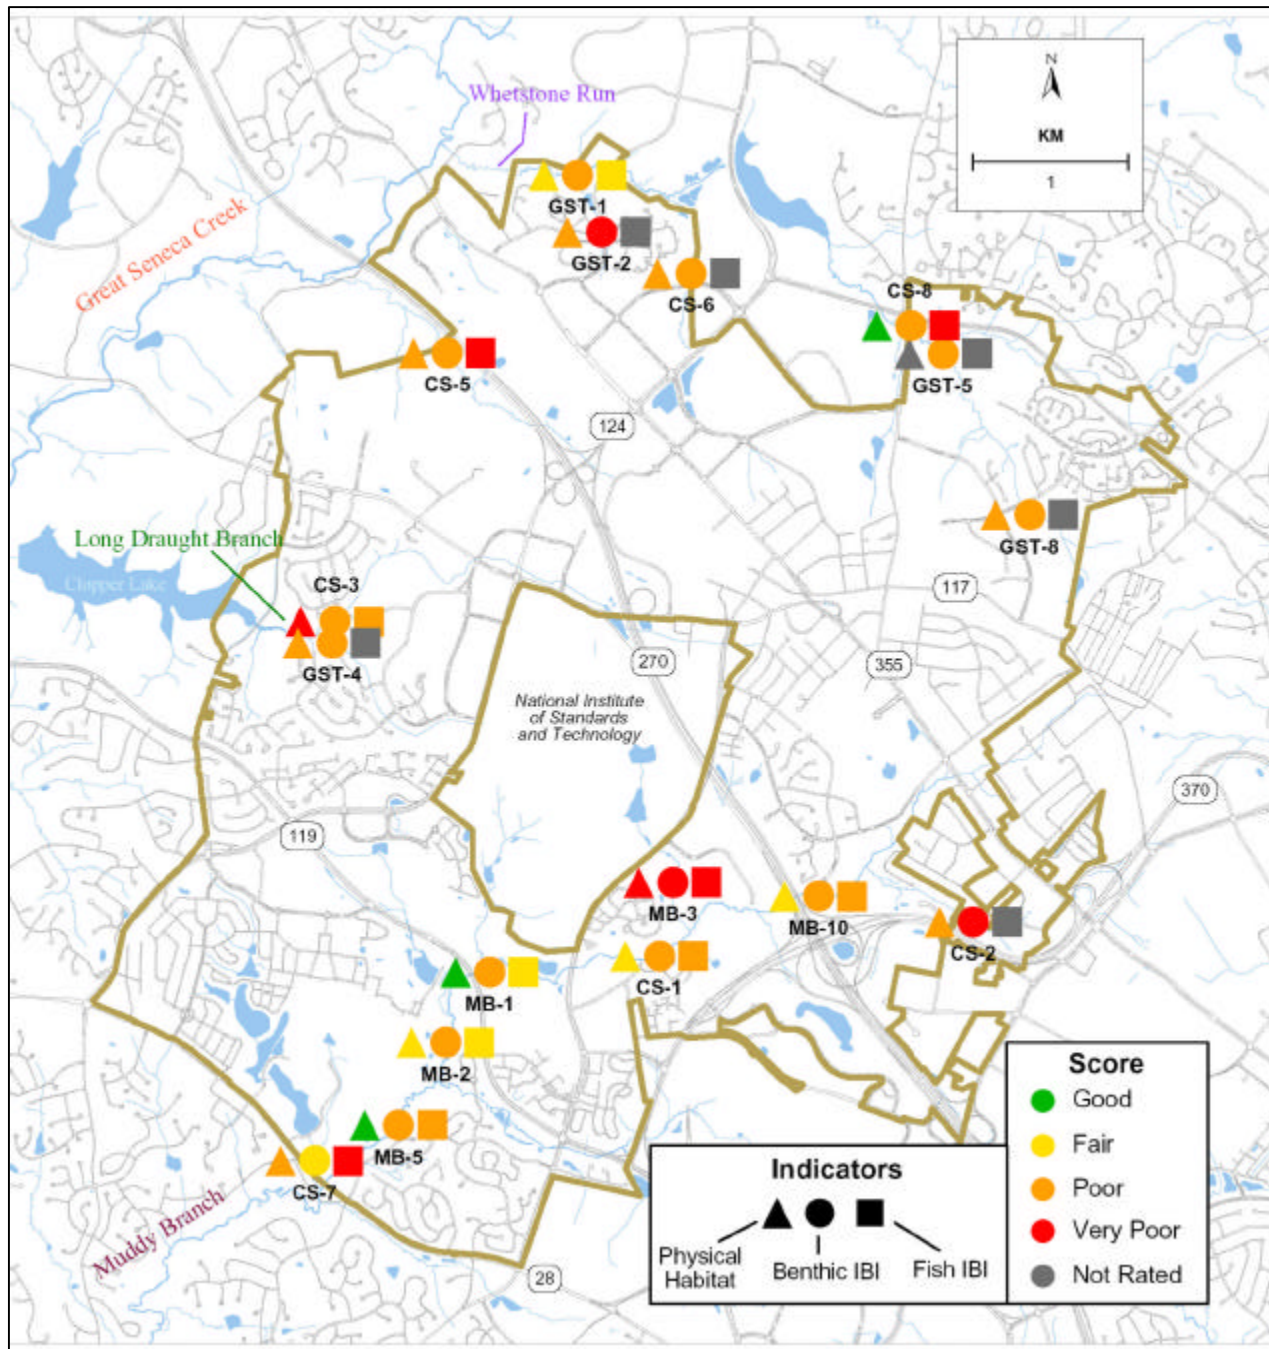 N
KM
1
Whetstone Run
GST-1
Great Seneca Creek
GST-2
CS-6
CS-8
CS-5
GST-5
124
Long Draught Branch
GST-8
CS-3
Clopper Lake
117
GST-4
270
355
National Institute
of Standards
and Technology
370
119
MB-3
MB-10
CS-2
CS-1
MB-1
MB-2
MB-5
CS-7
Muddy Branch
28
Score
Good
Fair
Poor
Very Poor
Not Rated
Indicators
Physical
Habitat
Benthic IBI
Fish IBI